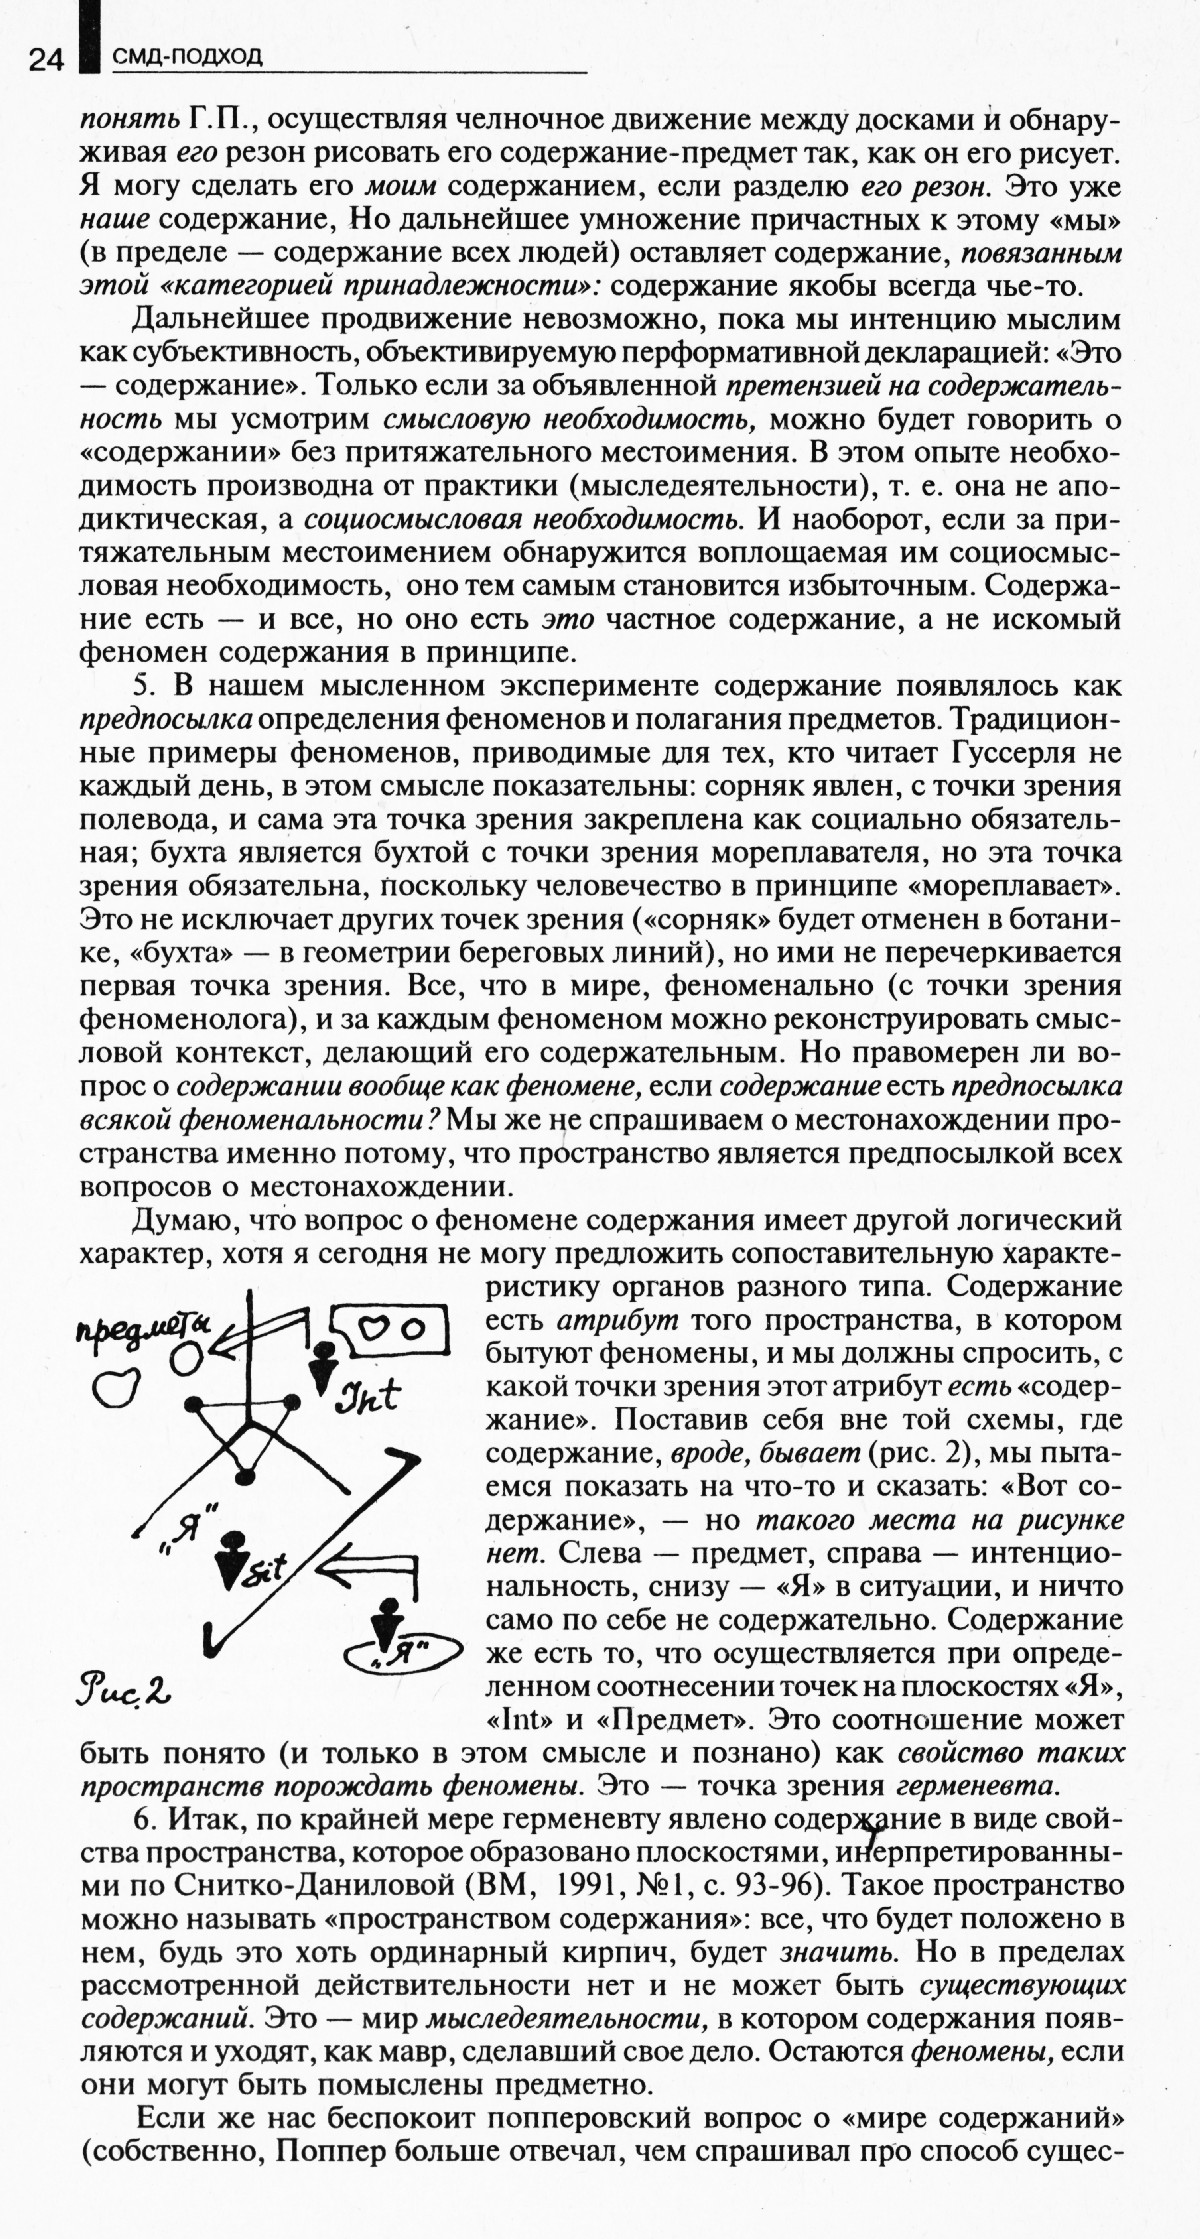 24
СМД-ПОДХОД
понять Г.П., осуществляя челночное движение между досками и обнару-
живая его резон рисовать его содержание-предмет так, как он его рисует.
Я могу сделать его моим содержанием, если разделю его резон. Это уже
наше содержание, Но дальнейшее умножение причастных к этому «мы»
(в пределе — содержание всех людей) оставляет содержание, повязанным
этой «категорией принадлежности»: содержание якобы всегда чье-то.
Дальнейшее продвижение невозможно, пока мы интенцию мыслим
как субъективность, объективируемую перформативной декларацией: «Это
— содержание». Только если за объявленной претензией на содержатель-
ность мы усмотрим смысловую необходимость, можно будет говорить о
«содержании» без притяжательного местоимения. В этом опыте необхо-
димость производна от практики (мыследеятельности), т. е. она не апо-
диктическая, а социосмысловая необходимость. И наоборот, если за при-
тяжательным местоимением обнаружится воплощаемая им социосмыс-
ловая необходимость, оно тем самым становится избыточным. Содержа-
ние есть — и все, но оно есть это частное содержание, а не искомый
феномен содержания в принципе.
5. В нашем мысленном эксперименте содержание появлялось как
предпосылка определения феноменов и полагания предметов. Традицион-
ные примеры феноменов, приводимые для тех, кто читает Гуссерля не
каждый день, в этом смысле показательны: сорняк явлен, с точки зрения
полевода, и сама эта точка зрения закреплена как социально обязатель-
ная; бухта является бухтой с точки зрения мореплавателя, но эта точка
зрения обязательна, поскольку человечество в принципе «мореплавает».
Это не исключает других точек зрения («сорняк» будет отменен в ботани-
ке, «бухта» — в геометрии береговых линий), но ими не перечеркивается
первая точка зрения. Все, что в мире, феноменально (с точки зрения
феноменолога), и за каждым феноменом можно реконструировать смыс-
ловой контекст, делающий его содержательным. Но правомерен ли во-
прос о содержании вообще как феномене, если содержание есть предпосылка
всякой феноменальности? Мы же не спрашиваем о местонахождении про-
странства именно потому, что пространство является предпосылкой всех
вопросов о местонахождении.
Думаю, что вопрос о феномене содержания имеет другой логический
характер, хотя я сегодня не могу предложить сопоставительную характе-
ристику органов разного типа. Содержание
есть атрибут того пространства, в котором
бытуют феномены, и мы должны спросить, с
какой точки зрения этот атрибут есть «содер-
жание». Поставив себя вне той схемы, где
содержание, вроде, бывает (рис. 2), мы пыта-
емся показать на что-то и сказать: «Вот со-
держание», — но такого места на рисунке
нет. Слева — предмет, справа — интенцио-
нальность, снизу — «Я» в ситуации, и ничто
само по себе не содержательно. Содержание
же есть то, что осуществляется при опреде-
ленном соотнесении точек на плоскостях «Я»,
«Int» и «Предмет». Это соотношение может
предметы
Int
„Я"
Sit
„Я"
Рис. 2
быть понято (и только в этом смысле и познано) как свойство таких
пространств порождать феномены. Это — точка зрения герменевта.
6. Итак, по крайней мере герменевту явлено содержание в виде свой-
ства пространства, которое образовано плоскостями, интерпретированны-
ми по Снитко-Даниловой (ВМ, 1991, №1, с. 93-96). Такое пространство
можно называть «пространством содержания»: все, что будет положено в
нем, будь это хоть ординарный кирпич, будет значить. Но в пределах
рассмотренной действительности нет и не может быть существующих
содержаний. Это — мир мыследеятельности, в котором содержания появ-
ляются и уходят, как мавр, сделавший свое дело. Остаются феномены, если
они могут быть помыслены предметно.
Если же нас беспокоит попперовский вопрос о «мире содержаний»
(собственно, Поппер больше отвечал, чем спрашивал про способ сущес-